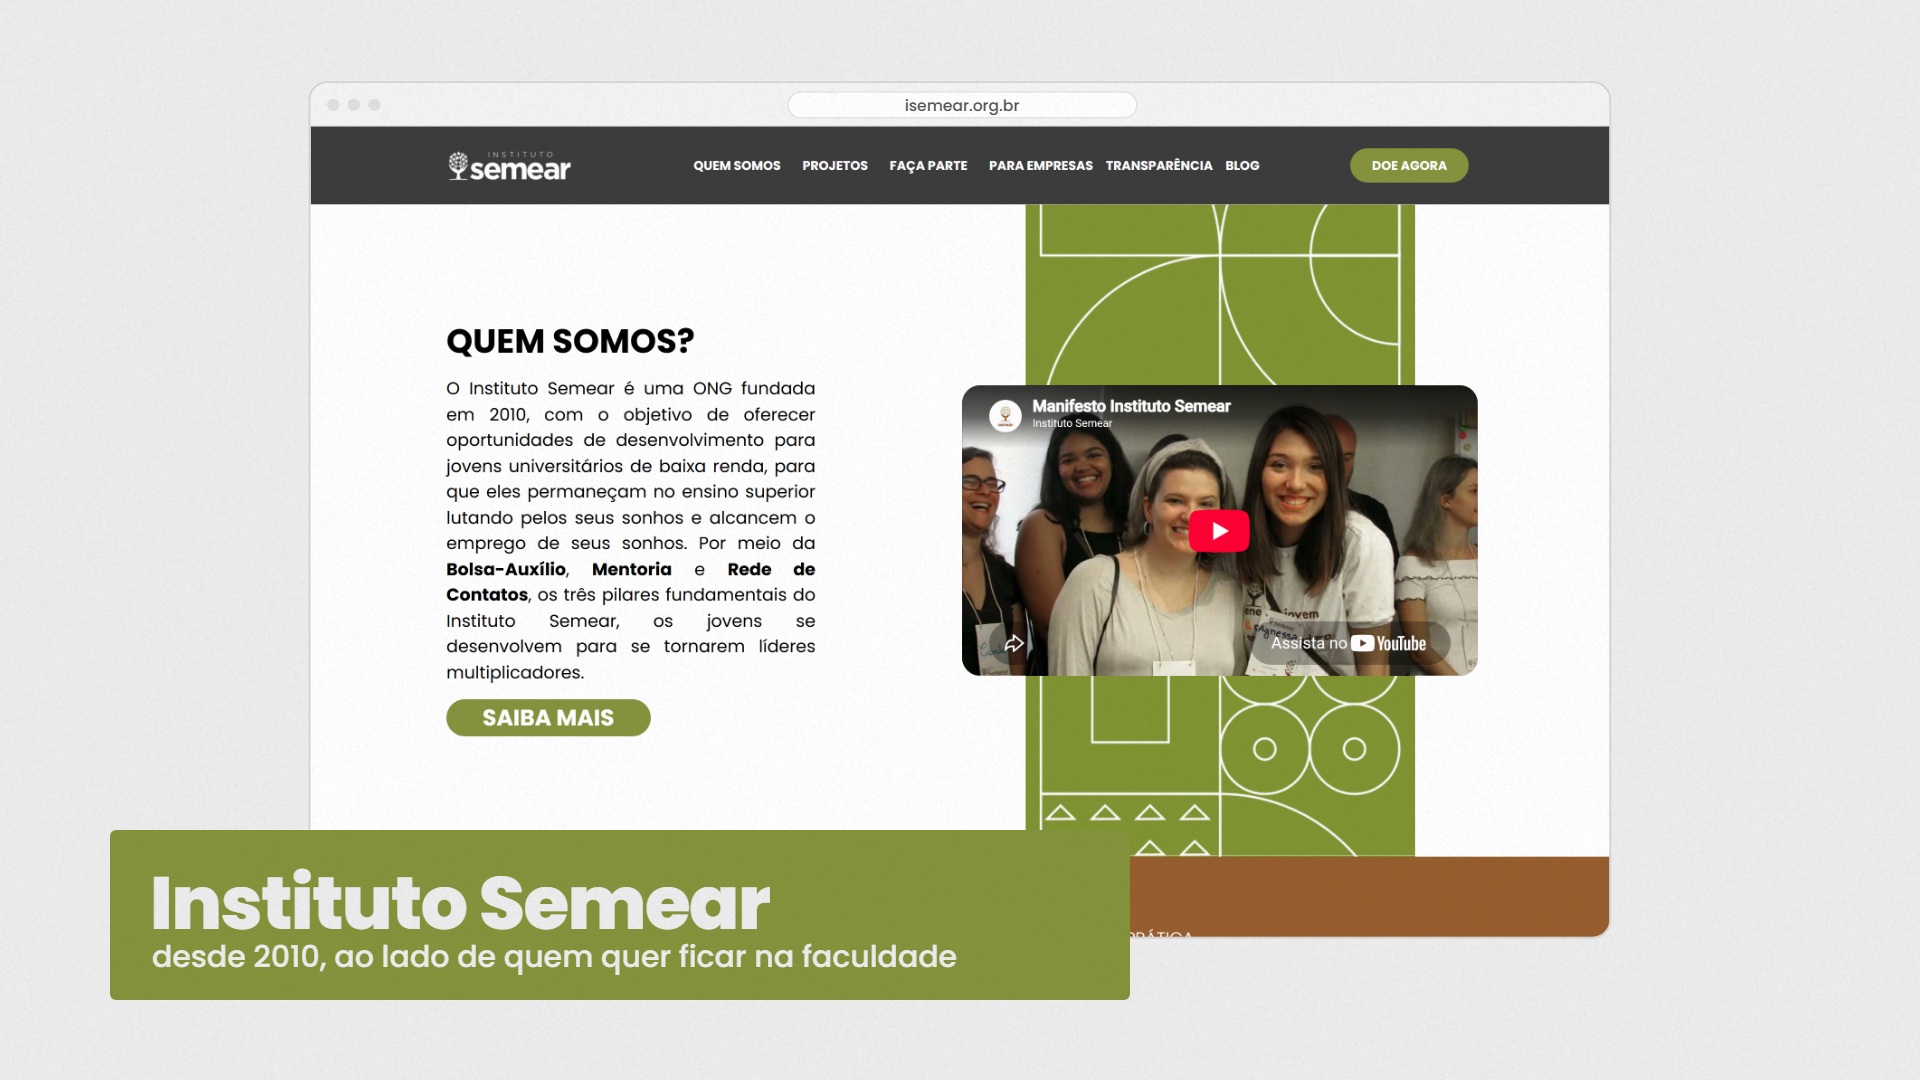 isemear.org.br
INSTITUTO
semear
QUEM SOMOS PROJETOS FAÇA PARTE PARA EMPRESAS TRANSPARÊNCIA BLOG DOE AGORA
QUEM SOMOS?
O Instituto Semear é uma ONG fundada
em 2010, com o objetivo de oferecer
oportunidades de desenvolvimento para
jovens universitários de baixa renda, para
que eles permaneçam no ensino superior
lutando pelos seus sonhos e alcancem o
emprego de seus sonhos. Por meio da
Bolsa-Auxílio, Mentoria e Rede de
Contatos, os três pilares fundamentais do
Instituto Semear, os jovens se
desenvolvem para se tornarem líderes
multiplicadores.
SAIBA MAIS
Manifesto Instituto Semear
Instituto Semear
jovem
Assista no YouTube
Instituto Semear
desde 2010, ao lado de quem quer ficar na faculdade